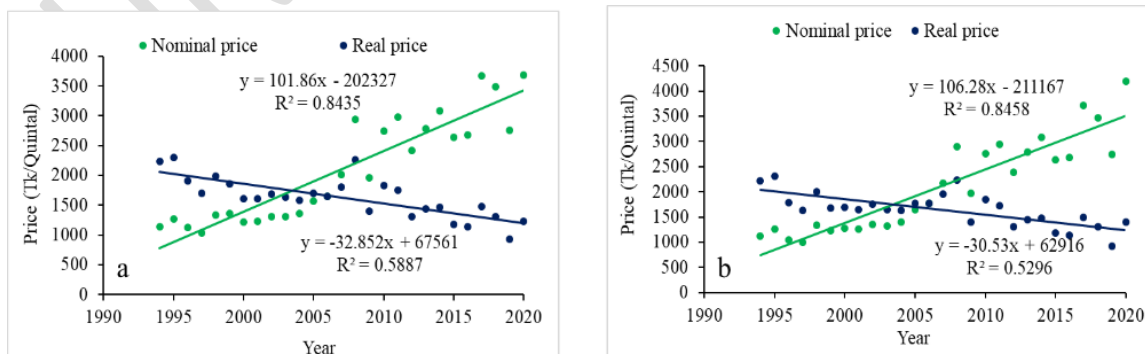 Nominal price Real price
y = 101.86x - 202327
R² = 0.8435
y = -32.852x + 67561
R² = 0.5887
a
Price (Tk/Quintal)
4000
3500
3000
2500
2000
1500
1000
500
0
1990 1995 2000 2005 2010 2015 2020
Year
Nominal price Real price
y = 106.28x - 211167
R² = 0.8458
y = -30.53x + 62916
R² = 0.5296
b
Price (Tk/Quintal)
4500
4000
3500
3000
2500
2000
1500
1000
500
0
1990 1995 2000 2005 2010 2015 2020
Year